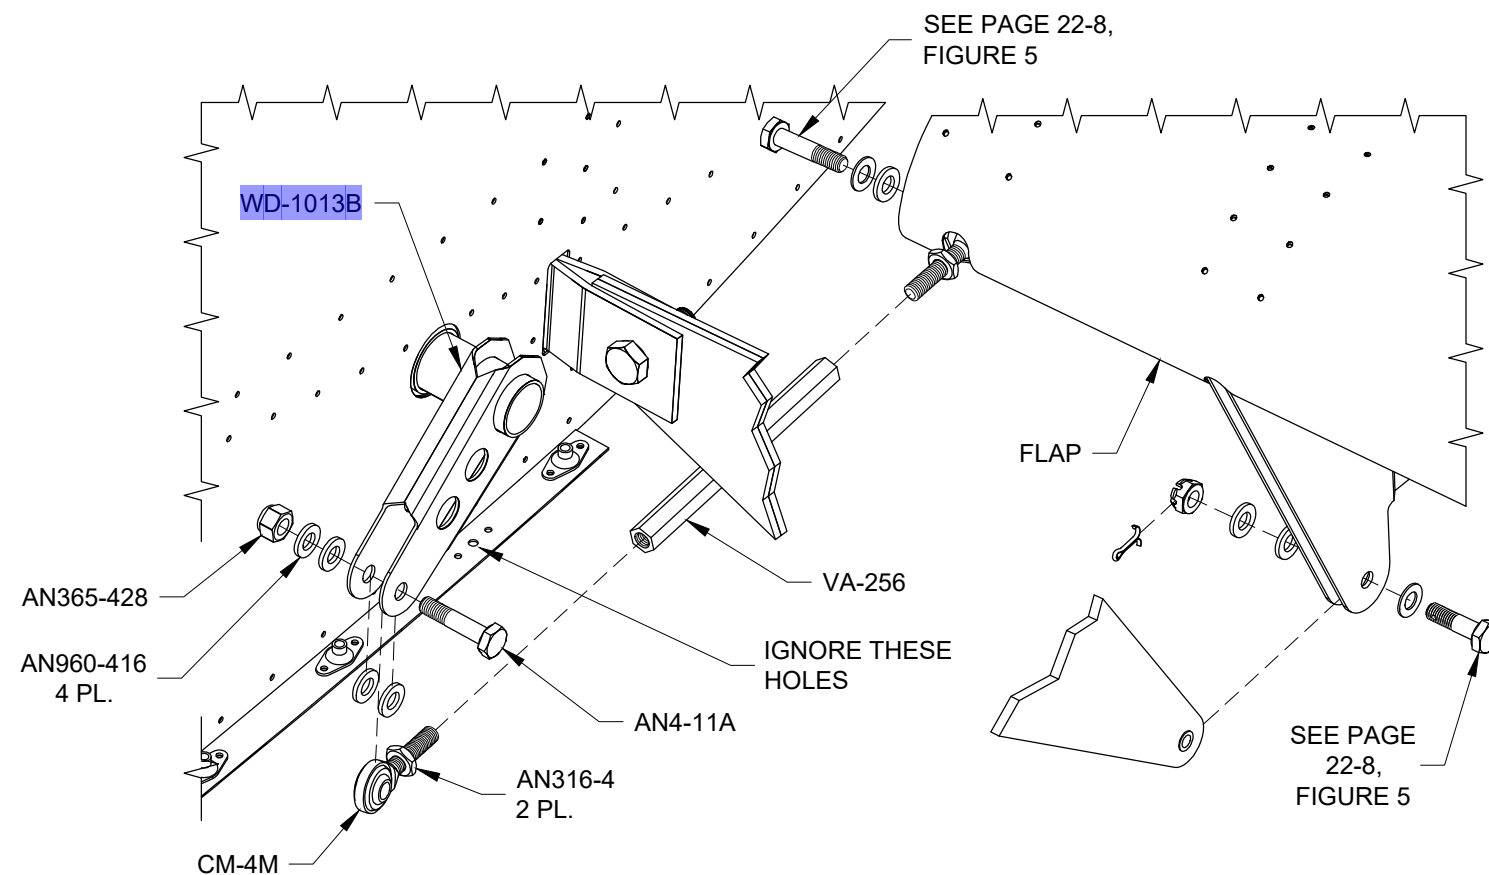 SEE PAGE 22-8,
FIGURE 5
WD-1013B
FLAP
AN365-428
VA-256
AN960-416
4 PL.
IGNORE THESE
HOLES
AN4-11A
SEE PAGE
22-8,
FIGURE 5
AN316-4
2 PL.
CM-4M